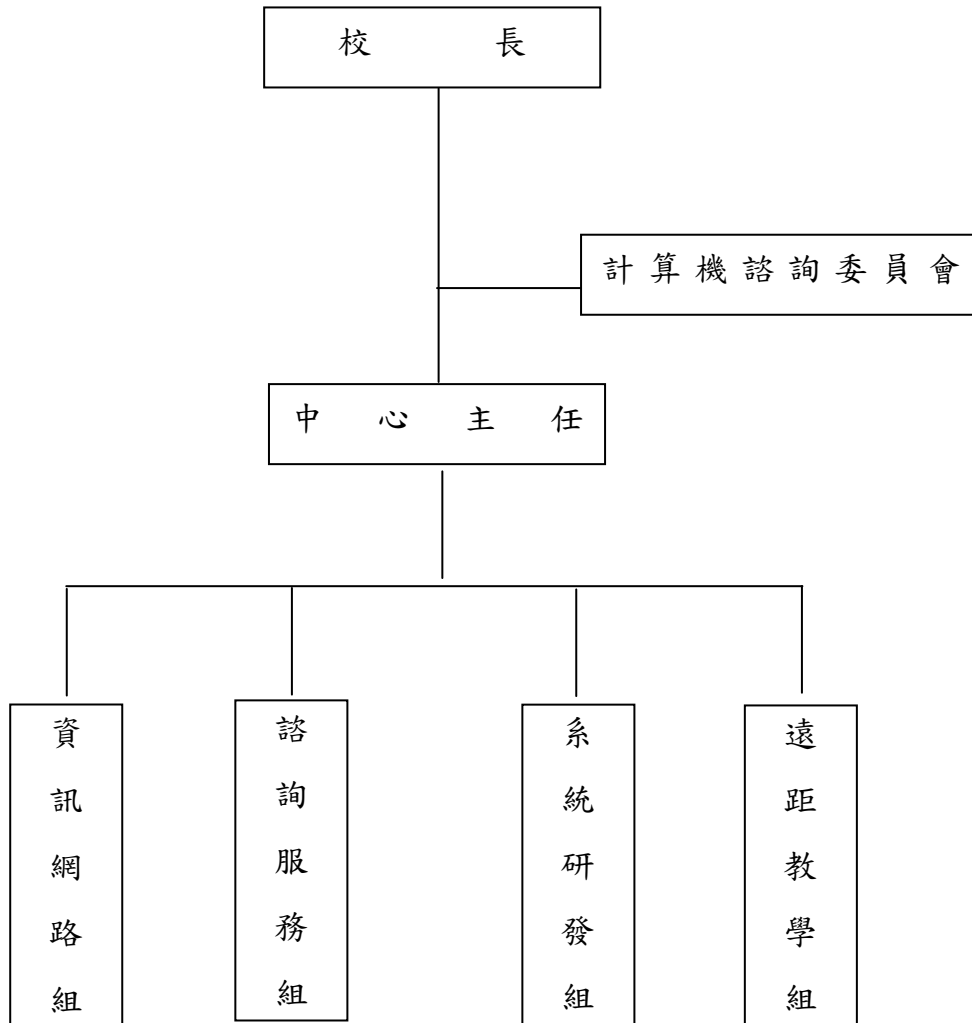 校長
計算機諮詢委員會
中心主任
資訊網路組
諮詢服務組
系統研發組
遠距教學組